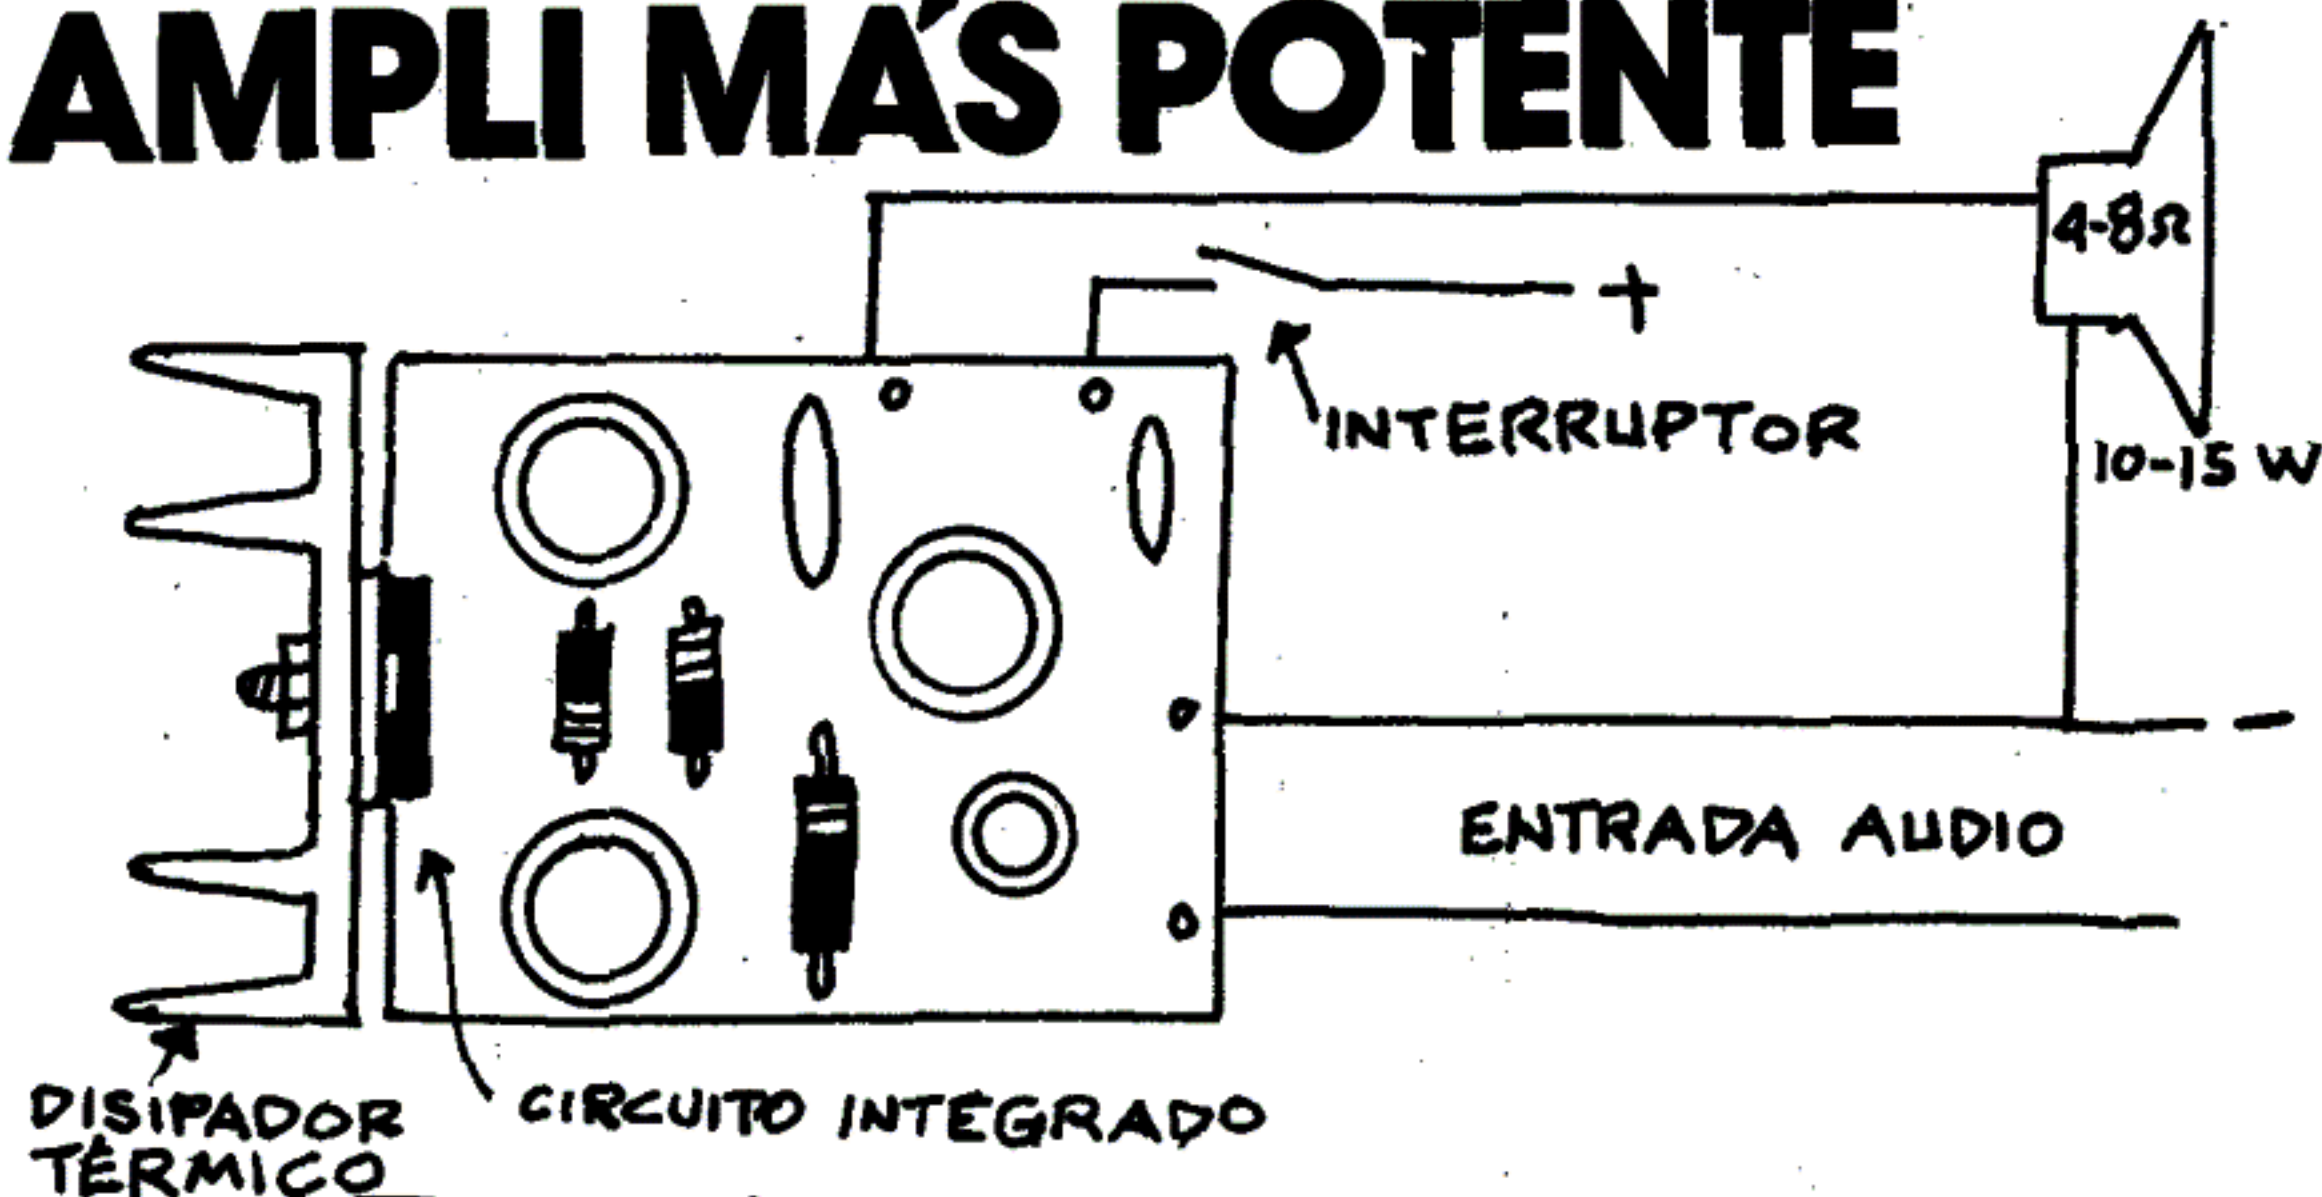 AMPLI MÁS POTENTE
4-8Ω
+
INTERRUPTOR
10-15 W
-
ENTRADA AUDIO
CIRCUITO INTEGRADO
DISIPADOR
TÉRMICO